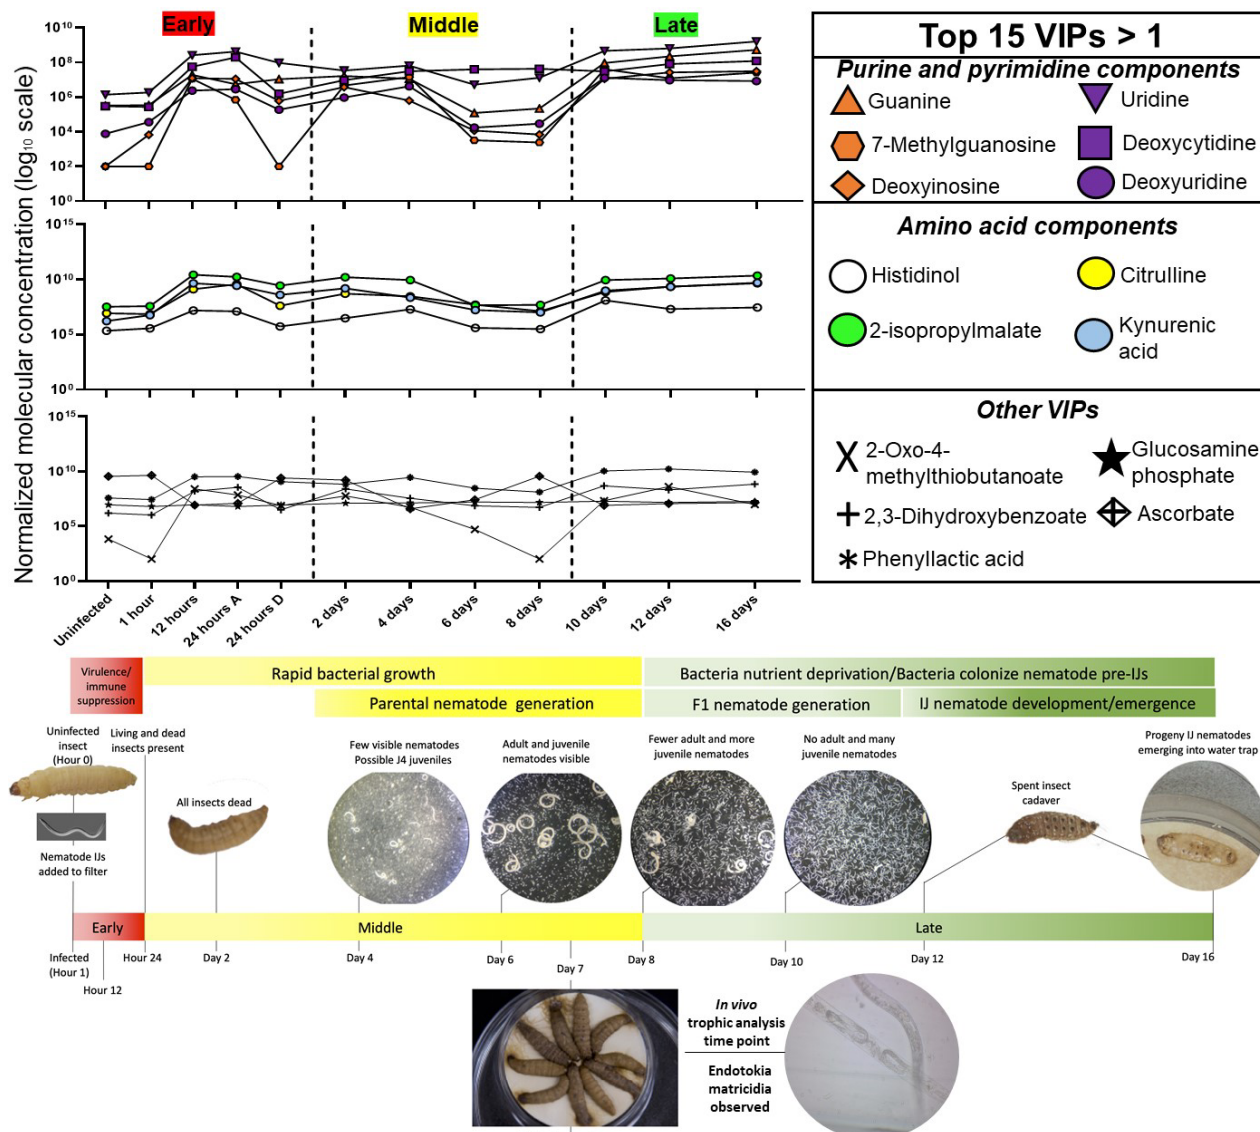 Early
Middle
Late
Normalized molecular concentration (log₁₀ scale)
10¹⁰
10⁸
10⁶
10⁴
10²
10⁰
10¹⁵
10¹⁰
10⁵
10⁰
10¹⁵
10¹⁰
10⁵
10⁰
Uninfected
1 hour
12 hours
24 hours A
24 hours D
2 days
4 days
6 days
8 days
10 days
12 days
16 days
Top 15 VIPs > 1
Purine and pyrimidine components
Guanine
Uridine
7-Methylguanosine
Deoxycytidine
Deoxyinosine
Deoxyuridine
Amino acid components
Histidinol
Citrulline
2-isopropylmalate
Kynurenic
acid
Other VIPs
2-Oxo-4-
methylthiobutanoate
Glucosamine
phosphate
2,3-Dihydroxybenzoate
Ascorbate
Phenyllactic acid
Virulence/
immune
suppression
Rapid bacterial growth
Bacteria nutrient deprivation/Bacteria colonize nematode pre-IJs
Parental nematode generation
F1 nematode generation
IJ nematode development/emergence
Uninfected
insect
(Hour 0)
Living and dead
insects present
All insects dead
Few visible nematodes
Possible J4 juveniles
Adult and juvenile
nematodes visible
Fewer adult and more
juvenile nematodes
No adult and many
juvenile nematodes
Spent insect
cadaver
Progeny IJ nematodes
emerging into water trap
Nematode IJs
added to filter
Early
Middle
Late
Infected
(Hour 1)
Hour 12
Hour 24
Day 2
Day 4
Day 6
Day 7
Day 8
Day 10
Day 12
Day 16
In vivo
trophic analysis
time point
Endotokia
matricidia
observed